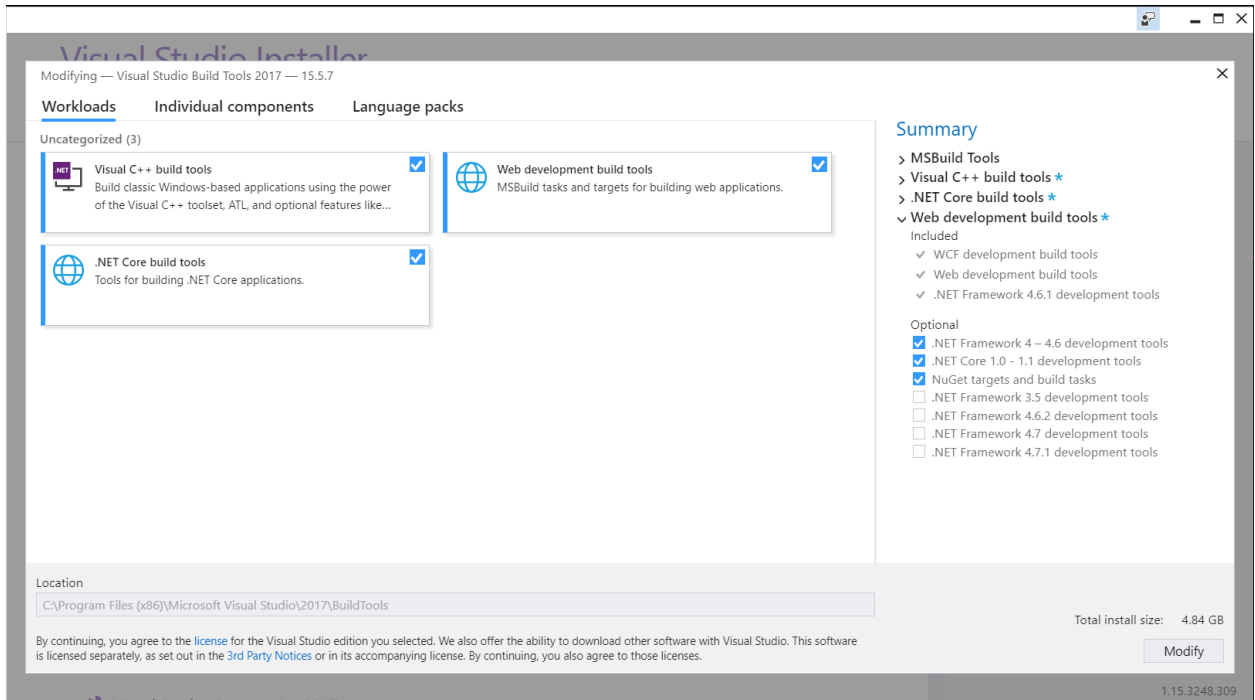 Visual Studio Installer
Modifying — Visual Studio Build Tools 2017 — 15.5.7
Workloads
Individual components
Language packs
Uncategorized (3)
.NET
Visual C++ build tools
Build classic Windows-based applications using the power
of the Visual C++ toolset, ATL, and optional features like...
Web development build tools
MSBuild tasks and targets for building web applications.
.NET Core build tools
Tools for building .NET Core applications.
Summary
MSBuild Tools
Visual C++ build tools *
.NET Core build tools *
Web development build tools *
Included
WCF development build tools
Web development build tools
.NET Framework 4.6.1 development tools
Optional
.NET Framework 4 – 4.6 development tools
.NET Core 1.0 - 1.1 development tools
NuGet targets and build tasks
.NET Framework 3.5 development tools
.NET Framework 4.6.2 development tools
.NET Framework 4.7 development tools
.NET Framework 4.7.1 development tools
Location
C:\Program Files (x86)\Microsoft Visual Studio\2017\BuildTools
By continuing, you agree to the license for the Visual Studio edition you selected. We also offer the ability to download other software with Visual Studio. This software
is licensed separately, as set out in the 3rd Party Notices or in its accompanying license. By continuing, you also agree to those licenses.
Total install size: 4.84 GB
Modify
1.15.3248.309